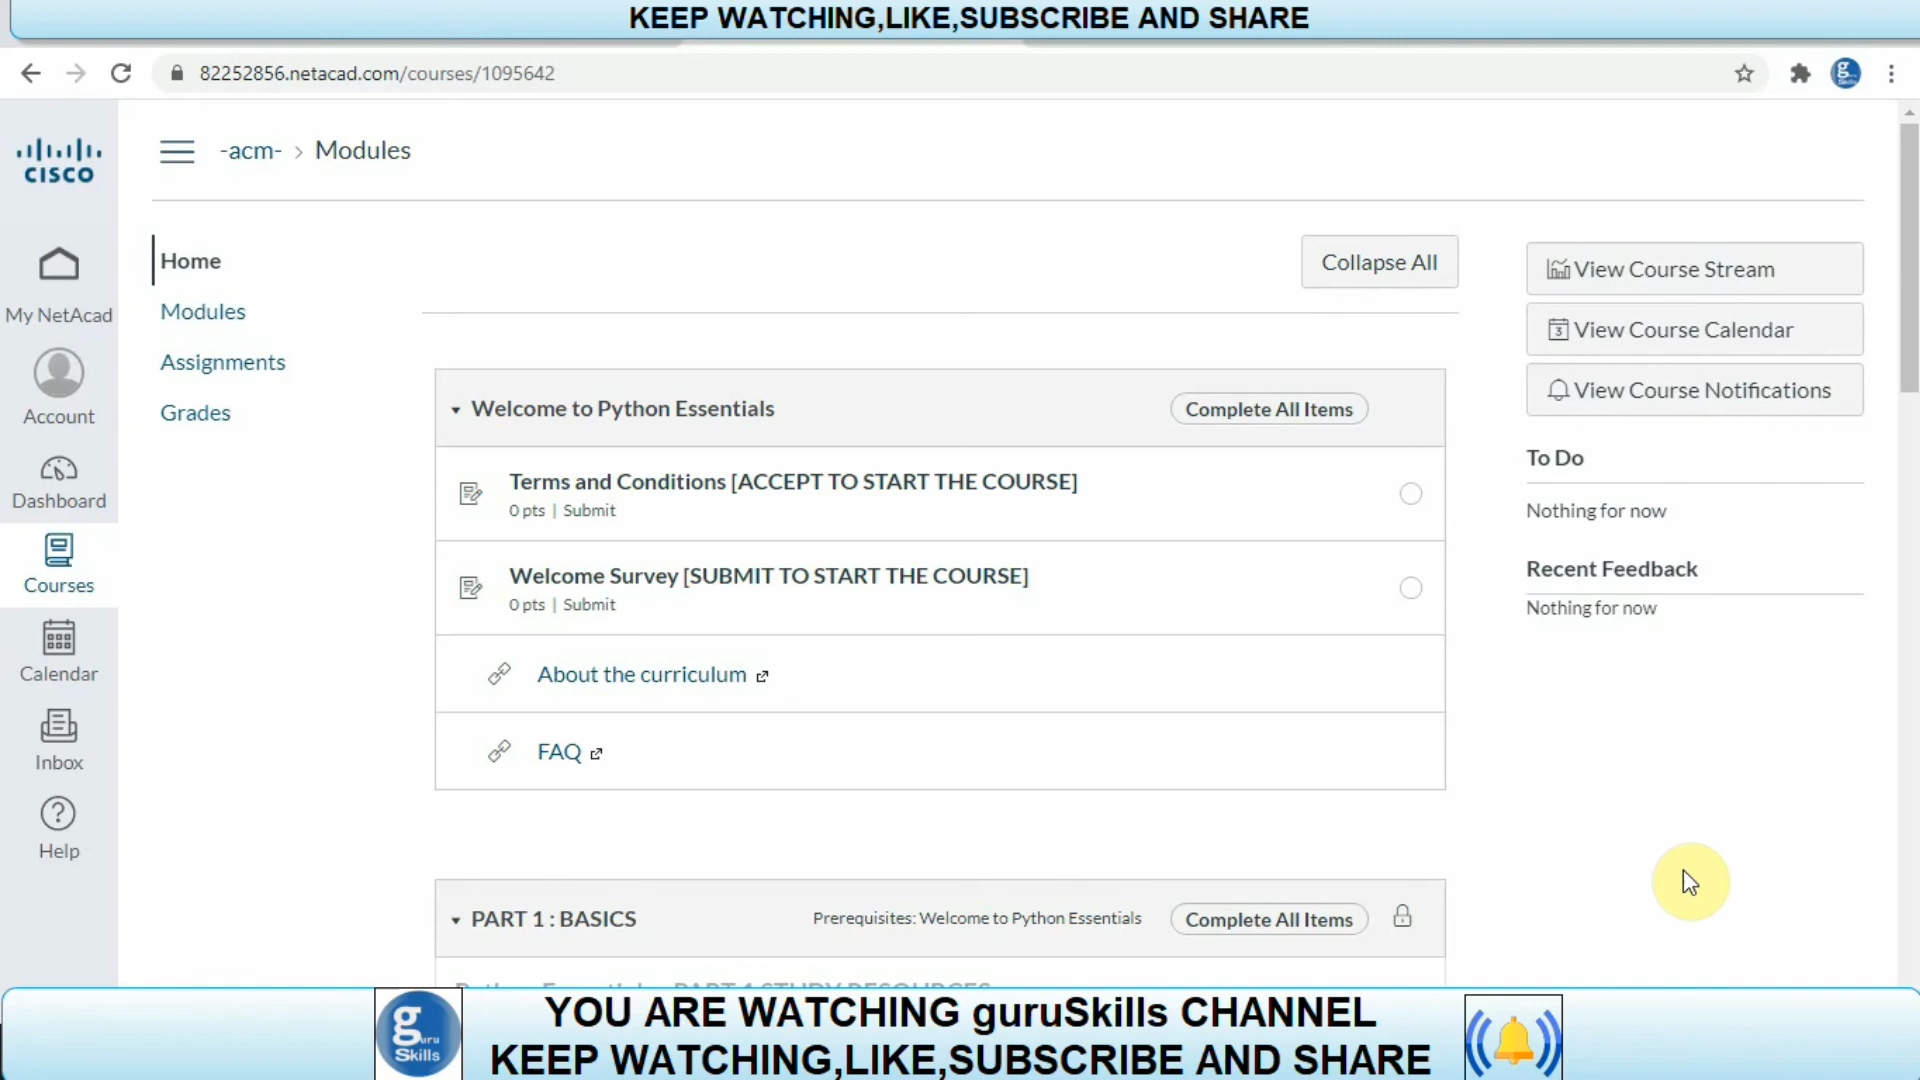 KEEP WATCHING,LIKE,SUBSCRIBE AND SHARE
82252856.netacad.com/courses/1095642
CISCO
-acm- > Modules
My NetAcad
Account
Dashboard
Courses
Calendar
Inbox
Help
Home
Modules
Assignments
Grades
Collapse All
Welcome to Python Essentials
Complete All Items
Terms and Conditions [ACCEPT TO START THE COURSE]
0 pts | Submit
Welcome Survey [SUBMIT TO START THE COURSE]
0 pts | Submit
About the curriculum
FAQ
PART 1 : BASICS
Prerequisites: Welcome to Python Essentials
Complete All Items
View Course Stream
3 View Course Calendar
View Course Notifications
To Do
Nothing for now
Recent Feedback
Nothing for now
guru Skills
YOU ARE WATCHING guruSkills CHANNEL
KEEP WATCHING,LIKE,SUBSCRIBE AND SHARE